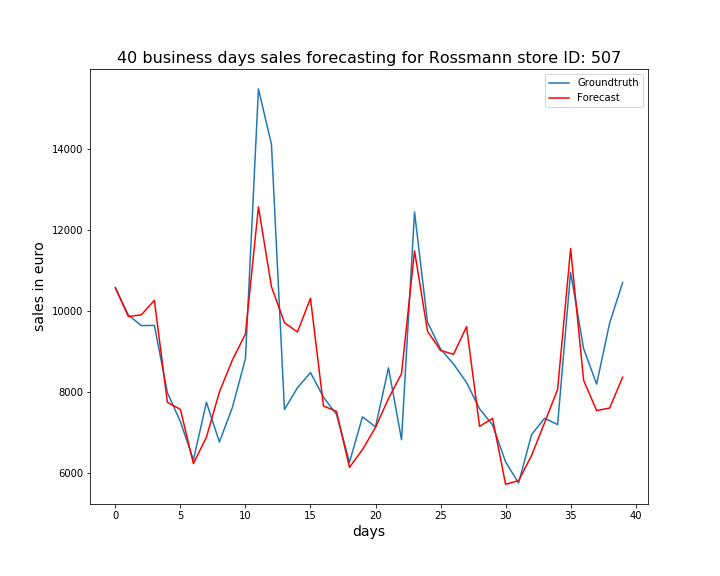 40 business days sales forecasting for Rossmann store ID: 507
Groundtruth
Forecast
sales in euro
14000
12000
10000
8000
6000
0 5 10 15 20 25 30 35 40
days